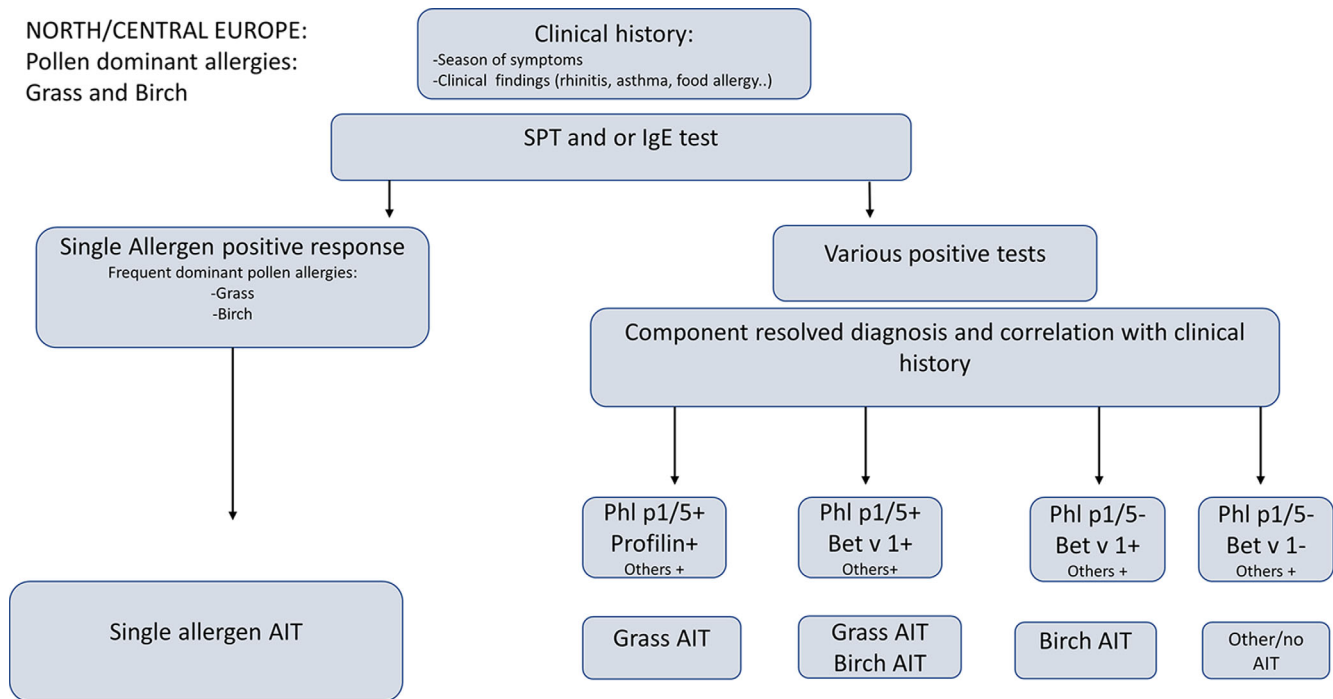 NORTH/CENTRAL EUROPE:
Pollen dominant allergies:
Grass and Birch
Clinical history:
-Season of symptoms
-Clinical findings (rhinitis, asthma, food allergy..)
SPT and or IgE test
Single Allergen positive response
Frequent dominant pollen allergies:
-Grass
-Birch
Various positive tests
Component resolved diagnosis and correlation with clinical
history
Phl p1/5+
Profilin+
Others +
Phl p1/5+
Bet v 1+
Others+
Phl p1/5-
Bet v 1+
Others +
Phl p1/5-
Bet v 1-
Others +
Single allergen AIT
Grass AIT
Grass AIT
Birch AIT
Birch AIT
Other/no
AIT